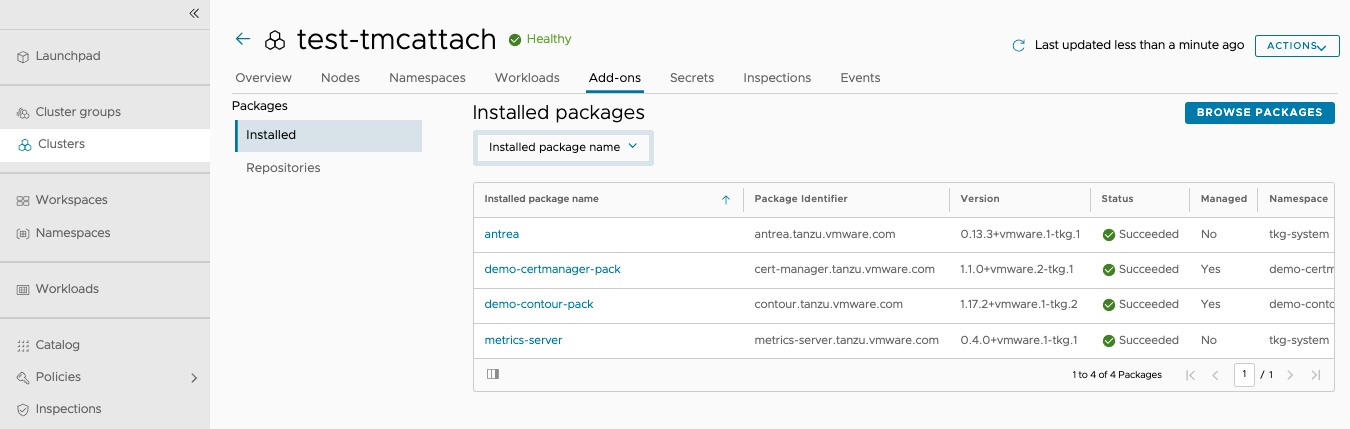 «
Launchpad
Cluster groups
Clusters
Workspaces
Namespaces
Workloads
Catalog
Policies
Inspections
test-tmcattach Healthy
Last updated less than a minute ago ACTIONS
Overview Nodes Namespaces Workloads Add-ons Secrets Inspections Events
Packages
Installed
Repositories
Installed packages BROWSE PACKAGES
Installed package name
Installed package name Package Identifier Version Status Managed Namespace
antrea antrea.tanzu.vmware.com 0.13.3+vmware.1-tkg.1 Succeeded No tkg-system
demo-certmanager-pack cert-manager.tanzu.vmware.com 1.1.0+vmware.2-tkg.1 Succeeded Yes demo-certm
demo-contour-pack contour.tanzu.vmware.com 1.17.2+vmware.1-tkg.2 Succeeded Yes demo-conto
metrics-server metrics-server.tanzu.vmware.com 0.4.0+vmware.1-tkg.1 Succeeded No tkg-system
1 to 4 of 4 Packages 1 / 1